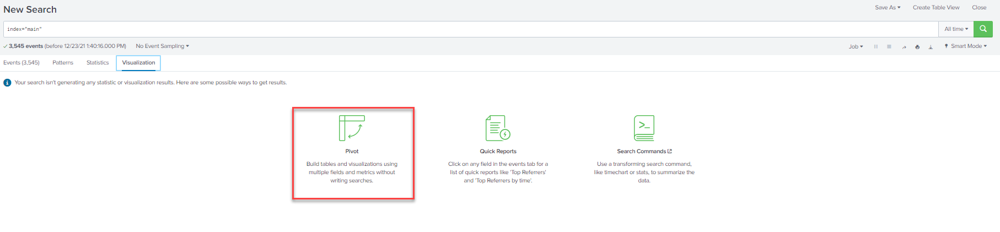 New Search
Save As ▾ Create Table View Close
index="main"
All time ▾
✓ 3,545 events (before 12/23/21 1:40:16.000 PM) No Event Sampling ▾
Job ▾ Smart Mode ▾
Events (3,545) Patterns Statistics Visualization
Your search isn't generating any statistic or visualization results. Here are some possible ways to get results.
Pivot
Build tables and visualizations using
multiple fields and metrics without
writing searches.
Quick Reports
Click on any field in the events tab for a
list of quick reports like 'Top Referrers'
and 'Top Referrers by time'.
Search Commands
Use a transforming search command,
like timechart or stats, to summarize the
data.